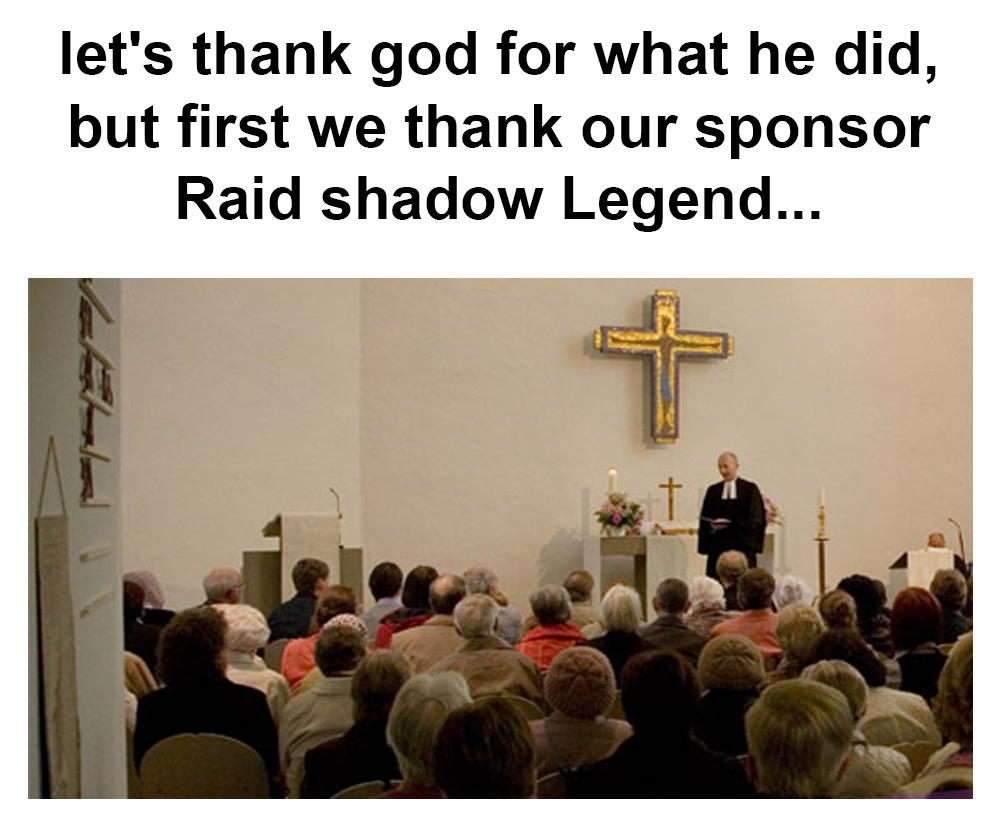 let's thank god for what he did,
but first we thank our sponsor
Raid shadow Legend...